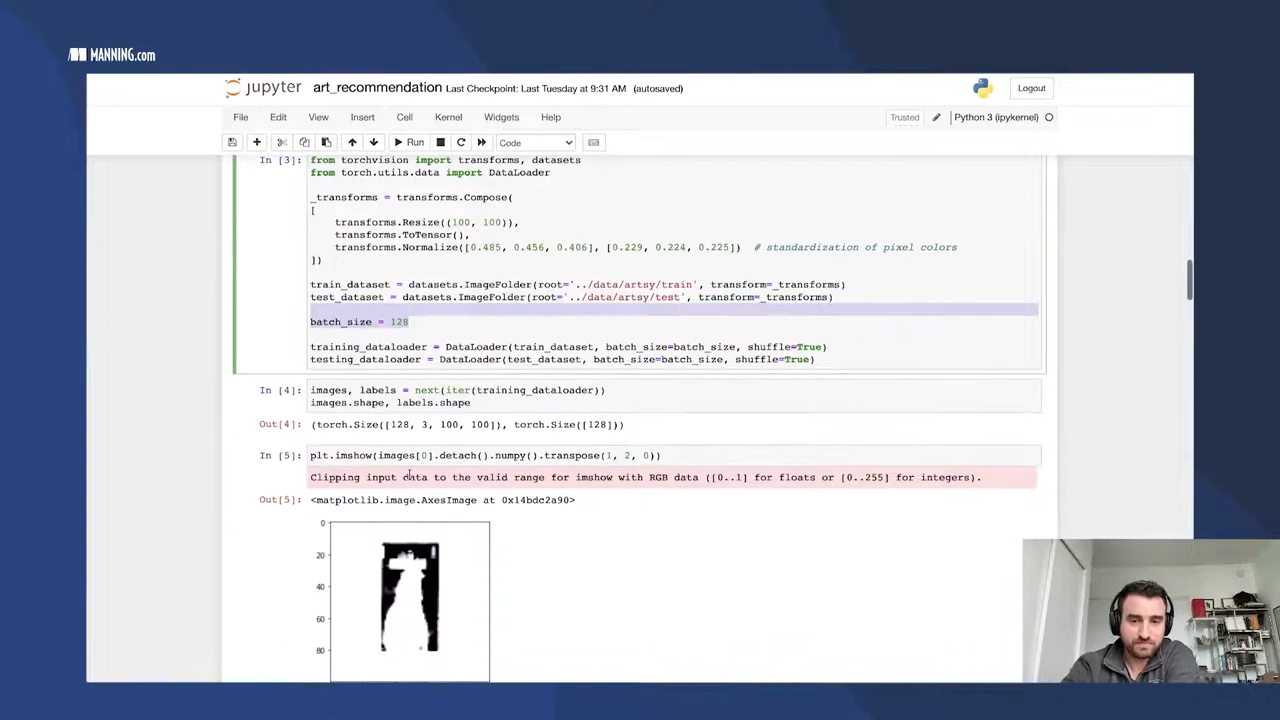 MANNING.com
jupyter art_recommendation Last Checkpoint: Last Tuesday at 9:31 AM (autosaved) Logout
File Edit View Insert Cell Kernel Widgets Help Trusted Python 3 (ipykernel)
Run Code
In [3]: from torchvision import transforms, datasets
from torch.utils.data import DataLoader
_transforms = transforms.Compose(
[
transforms.Resize((100, 100)),
transforms.ToTensor(),
transforms.Normalize([0.485, 0.456, 0.406], [0.229, 0.224, 0.225]) # standardization of pixel colors
])
train_dataset = datasets.ImageFolder(root='../data/artsy/train', transform=_transforms)
test_dataset = datasets.ImageFolder(root='../data/artsy/test', transform=_transforms)
batch_size = 128
training_dataloader = DataLoader(train_dataset, batch_size=batch_size, shuffle=True)
testing_dataloader = DataLoader(test_dataset, batch_size=batch_size, shuffle=True)
In [4]: images, labels = next(iter(training_dataloader))
images.shape, labels.shape
Out[4]: (torch.Size([128, 3, 100, 100]), torch.Size([128]))
In [5]: plt.imshow(images[0].detach().numpy().transpose(1, 2, 0))
Clipping input data to the valid range for imshow with RGB data ([0..1] for floats or [0..255] for integers).
Out[5]: <matplotlib.image.AxesImage at 0x14bdc2a90>
0
20
40
60
80